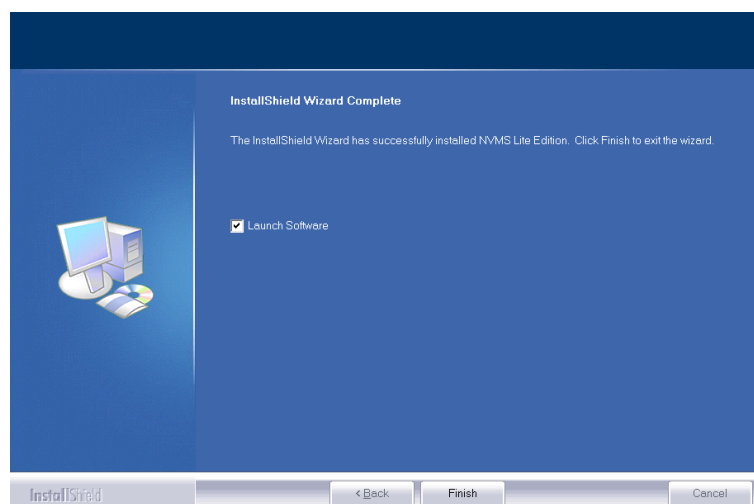 InstallShield Wizard Complete
The InstallShield Wizard has successfully installed NVMS Lite Edition. Click Finish to exit the wizard.
Launch Software
InstallShield
< Back Finish Cancel